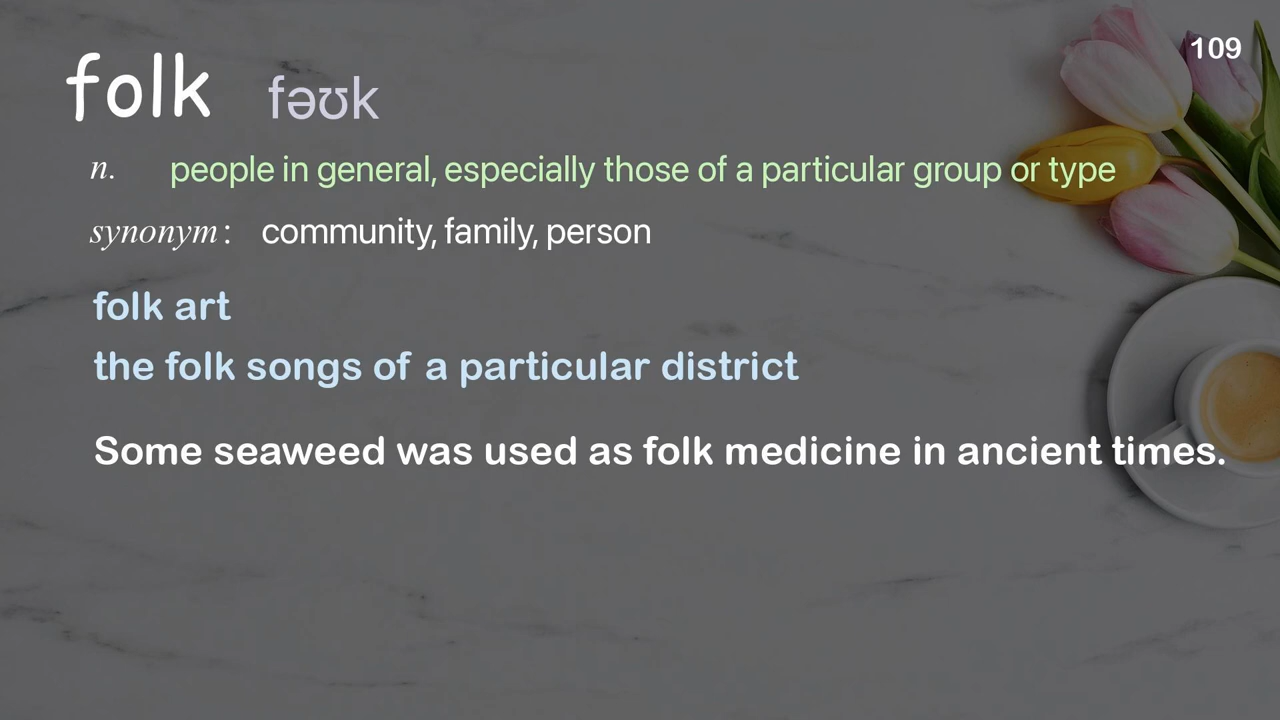 109
folk fəʊk
n. people in general, especially those of a particular group or type
synonym: community, family, person
folk art
the folk songs of a particular district
Some seaweed was used as folk medicine in ancient times.